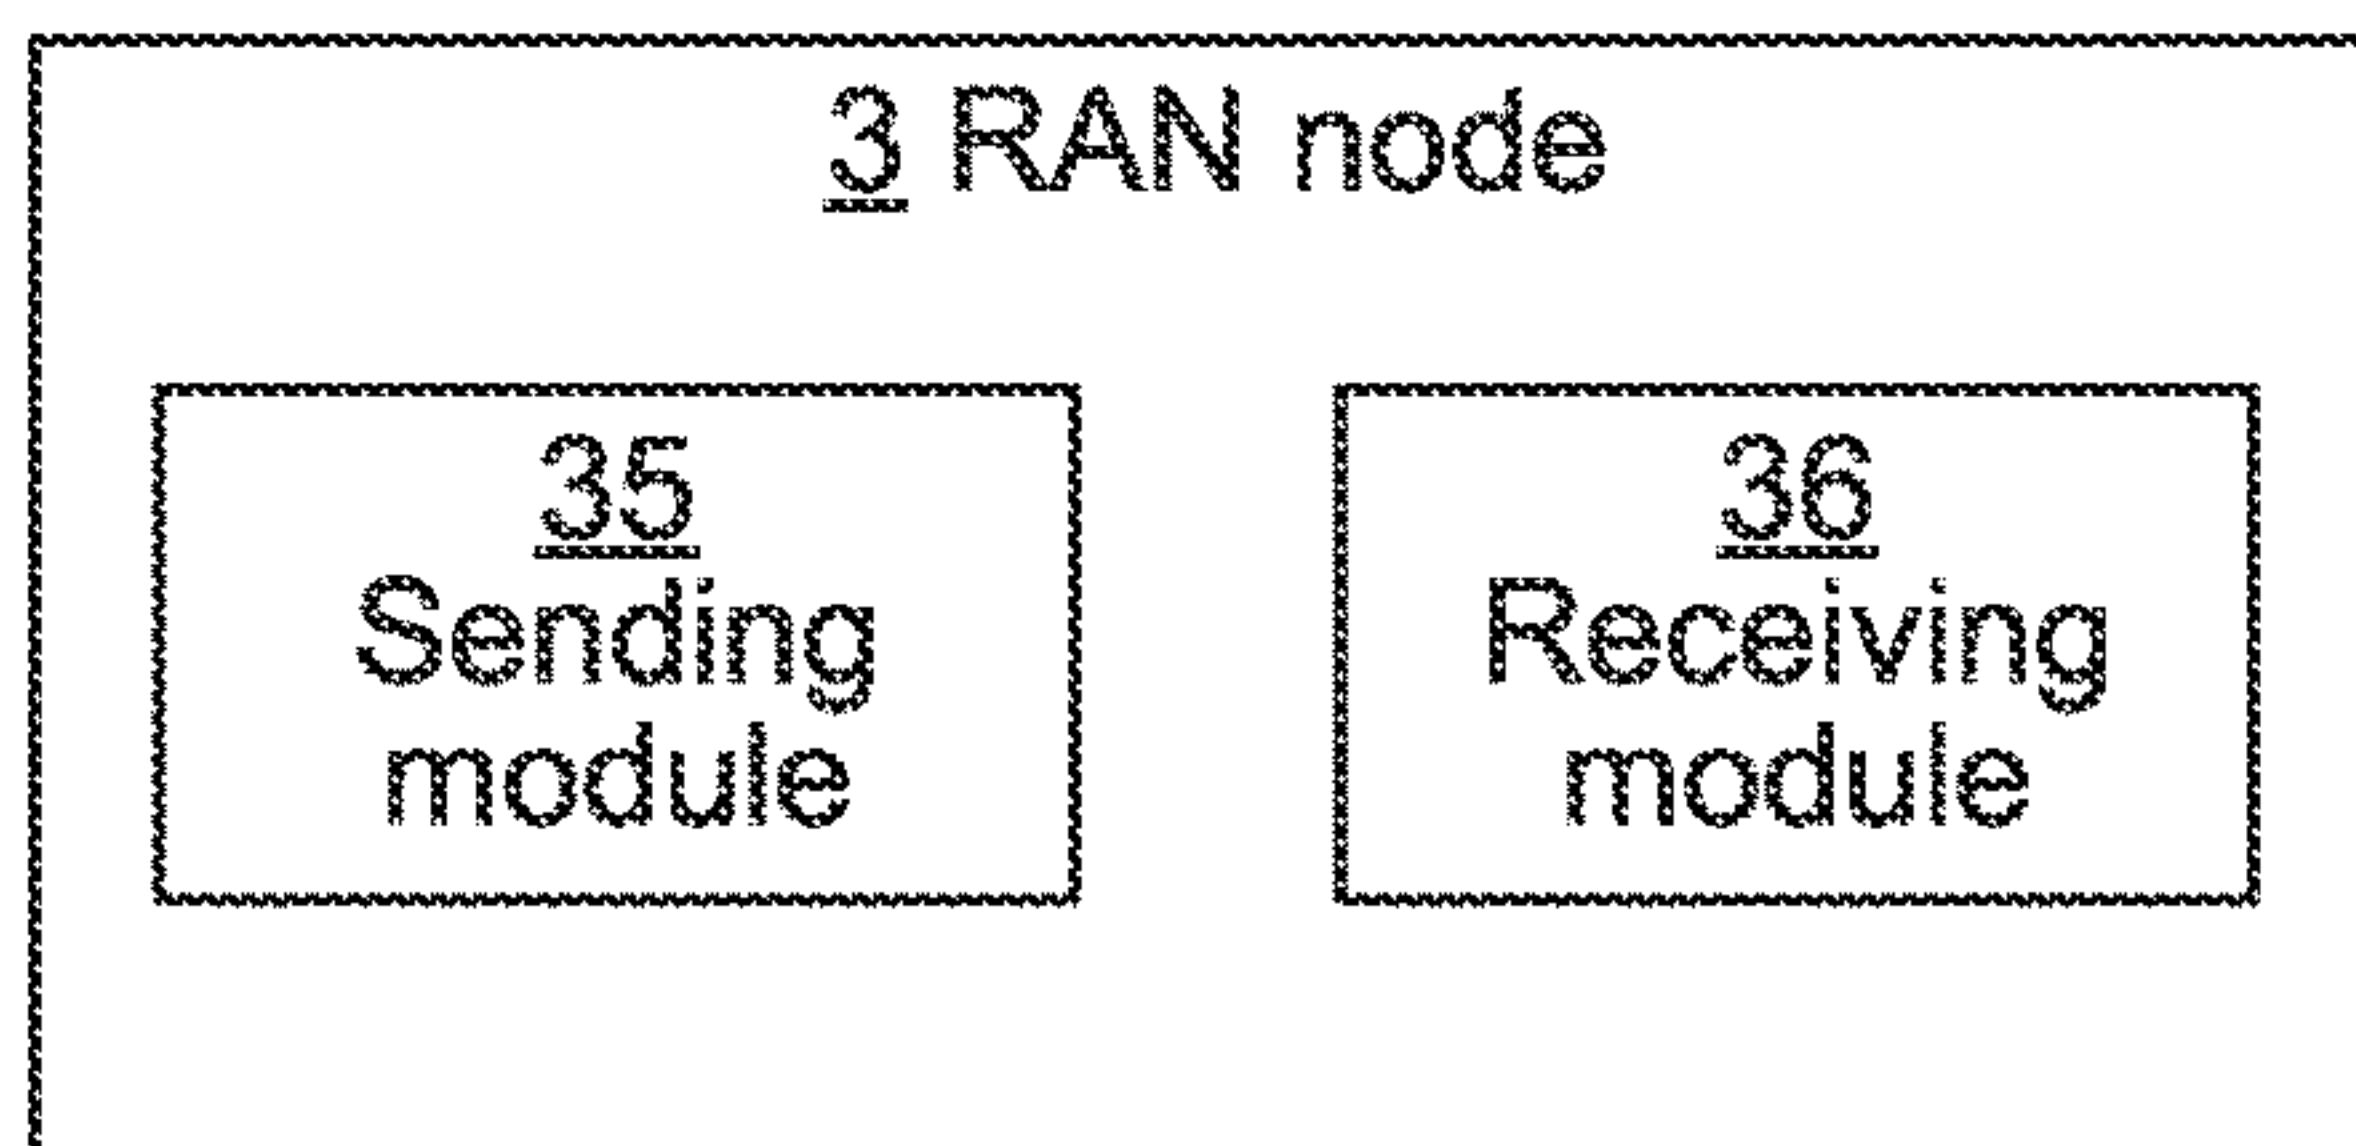 3 RAN node
35
Sending
module
36
Receiving
module